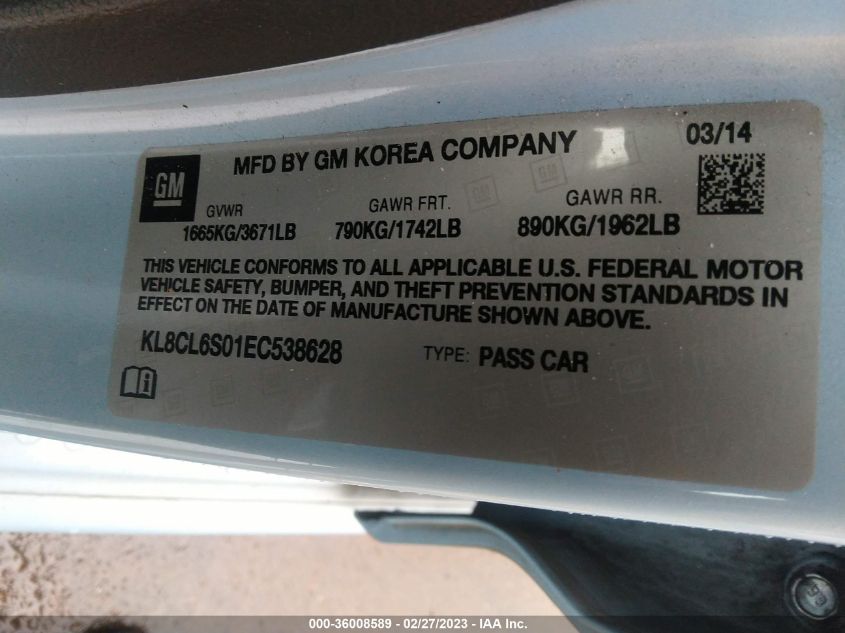 MFD BY GM KOREA COMPANY 03/14
GM
GVWR GAWR FRT. GAWR RR.
1665KG/3671LB 790KG/1742LB 890KG/1962LB
THIS VEHICLE CONFORMS TO ALL APPLICABLE U.S. FEDERAL MOTOR
VEHICLE SAFETY, BUMPER, AND THEFT PREVENTION STANDARDS IN
EFFECT ON THE DATE OF MANUFACTURE SHOWN ABOVE.
KL8CL6S01EC538628 TYPE: PASS CAR
000-36008589 - 02/27/2023 - IAA Inc.